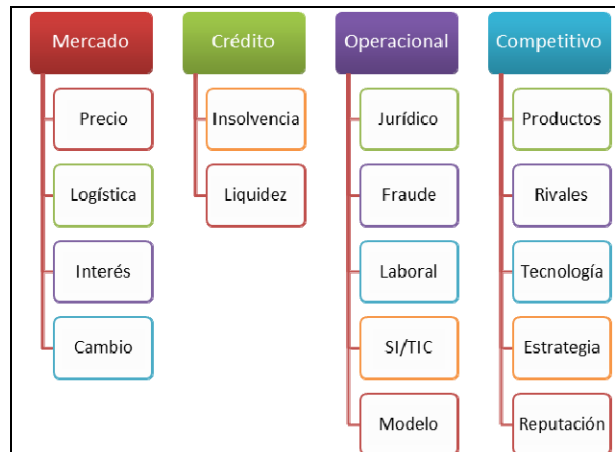 Mercado
Precio
Logística
Interés
Cambio
Crédito
Insolvencia
Liquidez
Operacional
Jurídico
Fraude
Laboral
SI/TIC
Modelo
Competitivo
Productos
Rivales
Tecnología
Estrategia
Reputación